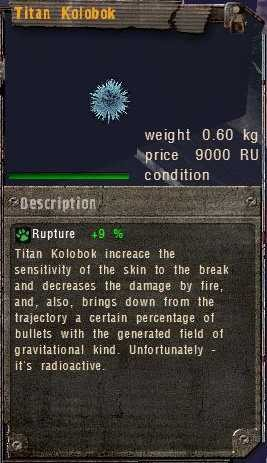 Titan Kolobok
weight 0.60 kg
price 9000 RU
condition
Description
Rupture +9 %
Titan Kolobok increace the
sensitivity of the skin to the break
and decreases the damage by fire,
and, also, brings down from the
trajectory a certain percentage of
bullets with the generated field of
gravitational kind. Unfortunately -
it's radioactive.